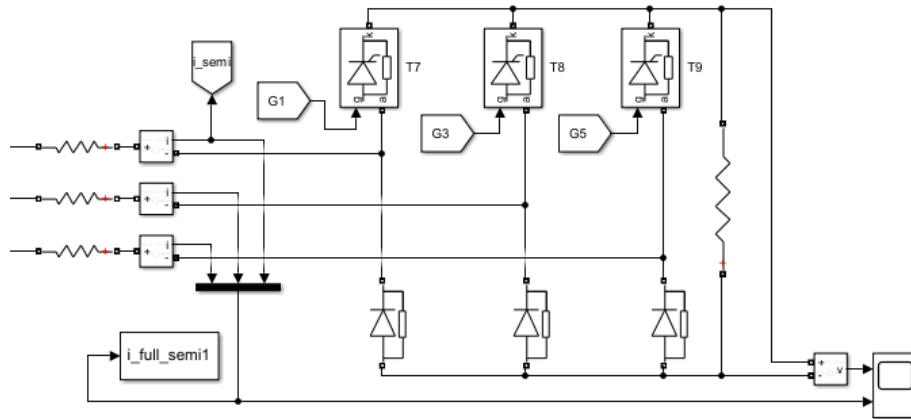 k
k
k
i_semi
T7
T8
T9
G1
g
a
G3
g
a
G5
g
a
+
i
-
+
i
-
+
i
-
i_full_semi1
+
-
v